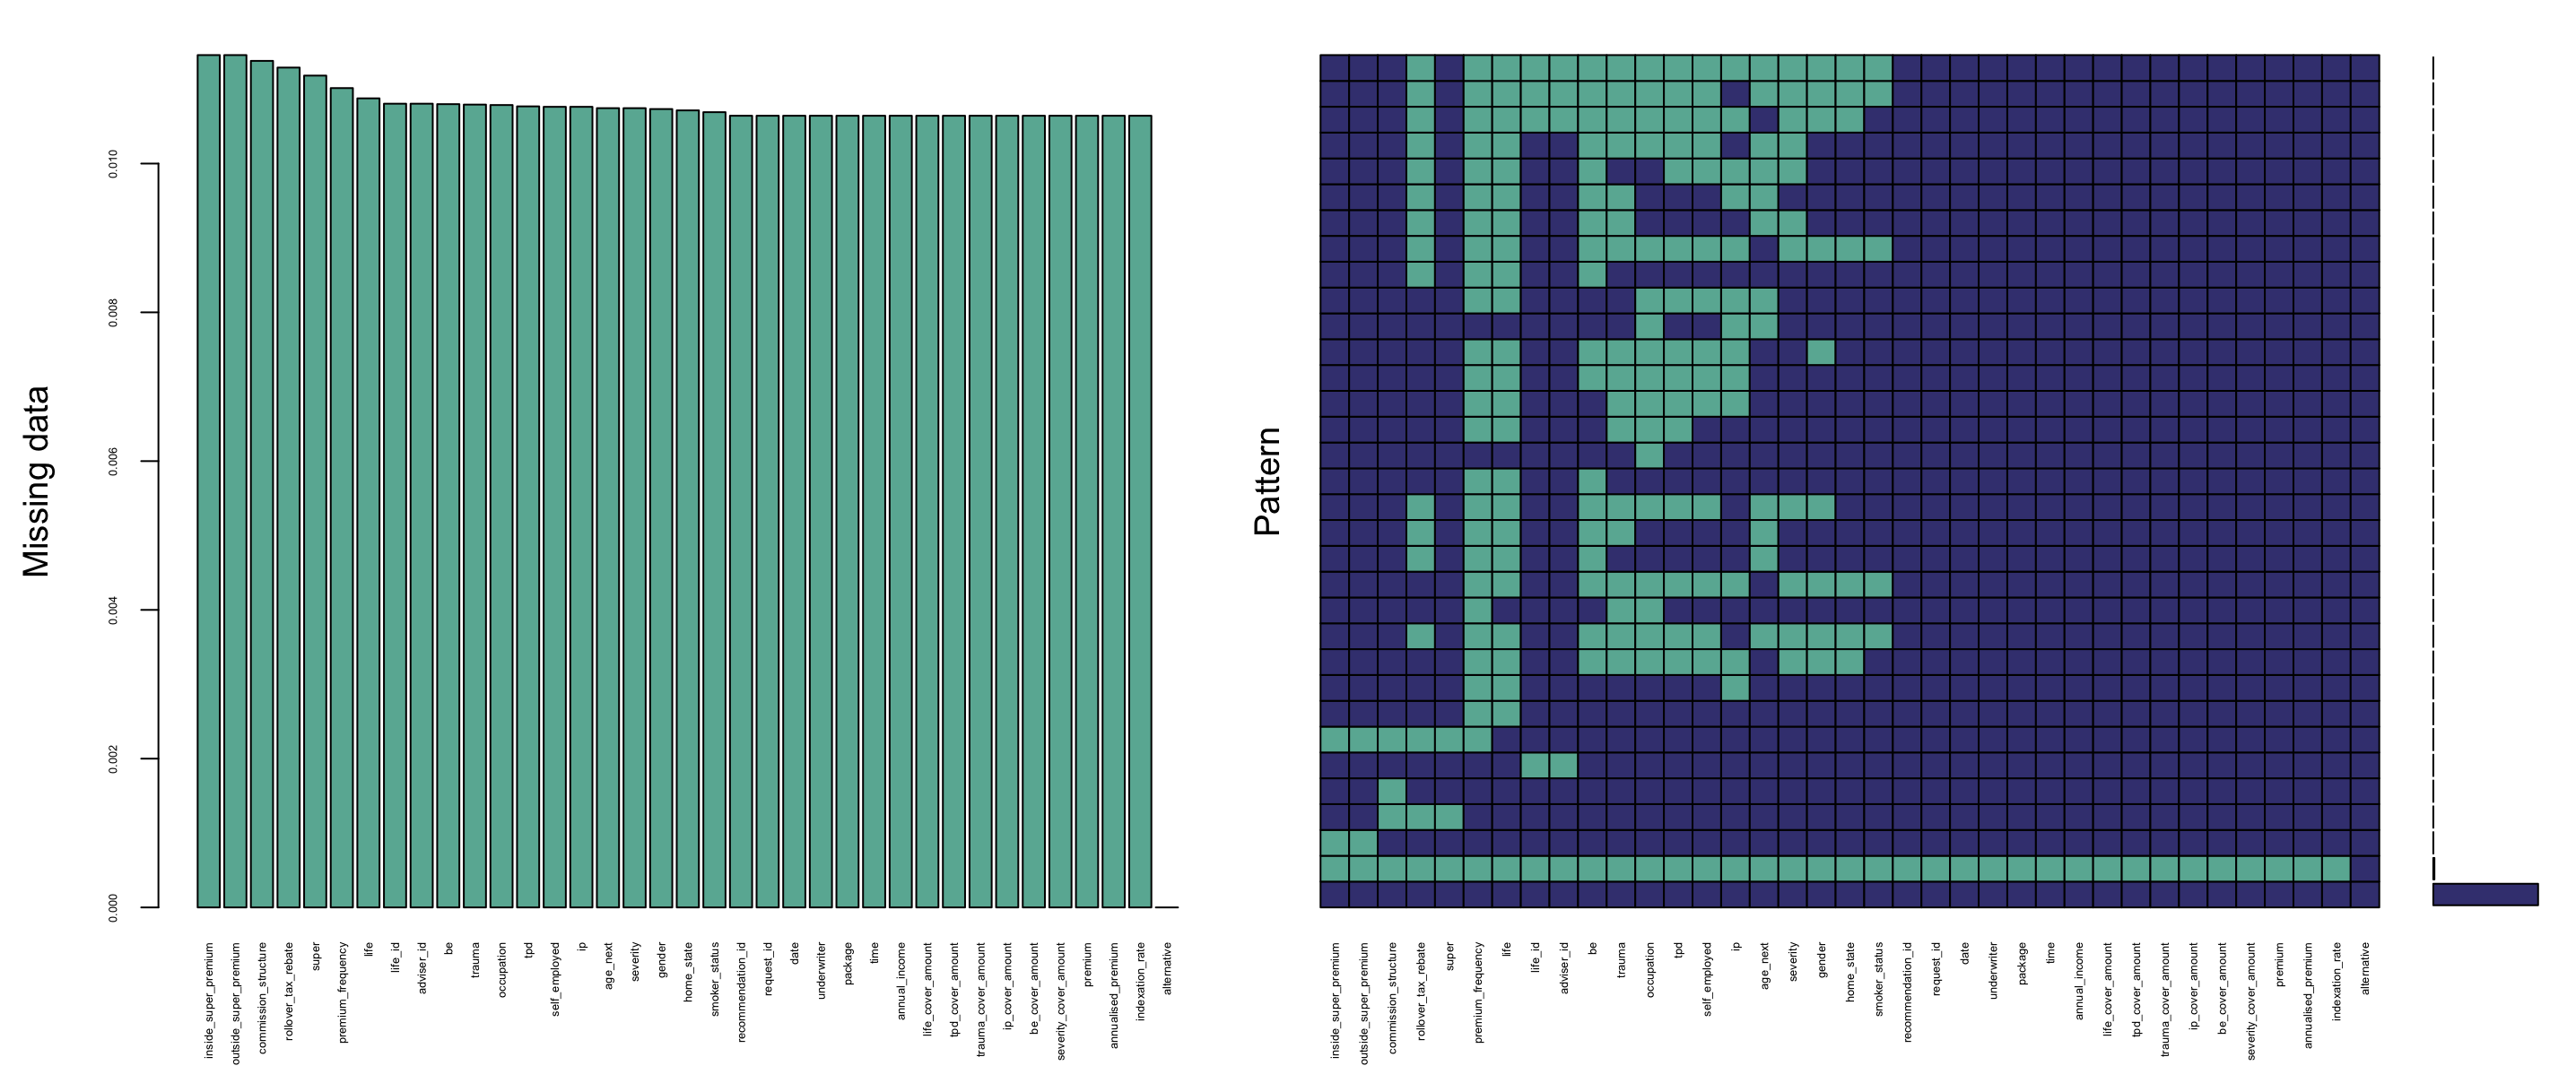 Missing data
0.010
0.008
0.006
0.004
0.002
0.000
inside_super_premium
outside_super_premium
commission_structure
rollover_tax_rebate
super
premium_frequency
life
life_id
adviser_id
be
trauma
occupation
tpd
self_employed
ip
age_next
severity
gender
home_state
smoker_status
recommendation_id
request_id
date
underwriter
package
time
annual_income
life_cover_amount
tpd_cover_amount
trauma_cover_amount
ip_cover_amount
be_cover_amount
severity_cover_amount
premium
annualised_premium
indexation_rate
alternative
Pattern
inside_super_premium
outside_super_premium
commission_structure
rollover_tax_rebate
super
premium_frequency
life
life_id
adviser_id
be
trauma
occupation
tpd
self_employed
ip
age_next
severity
gender
home_state
smoker_status
recommendation_id
request_id
date
underwriter
package
time
annual_income
life_cover_amount
tpd_cover_amount
trauma_cover_amount
ip_cover_amount
be_cover_amount
severity_cover_amount
premium
annualised_premium
indexation_rate
alternative